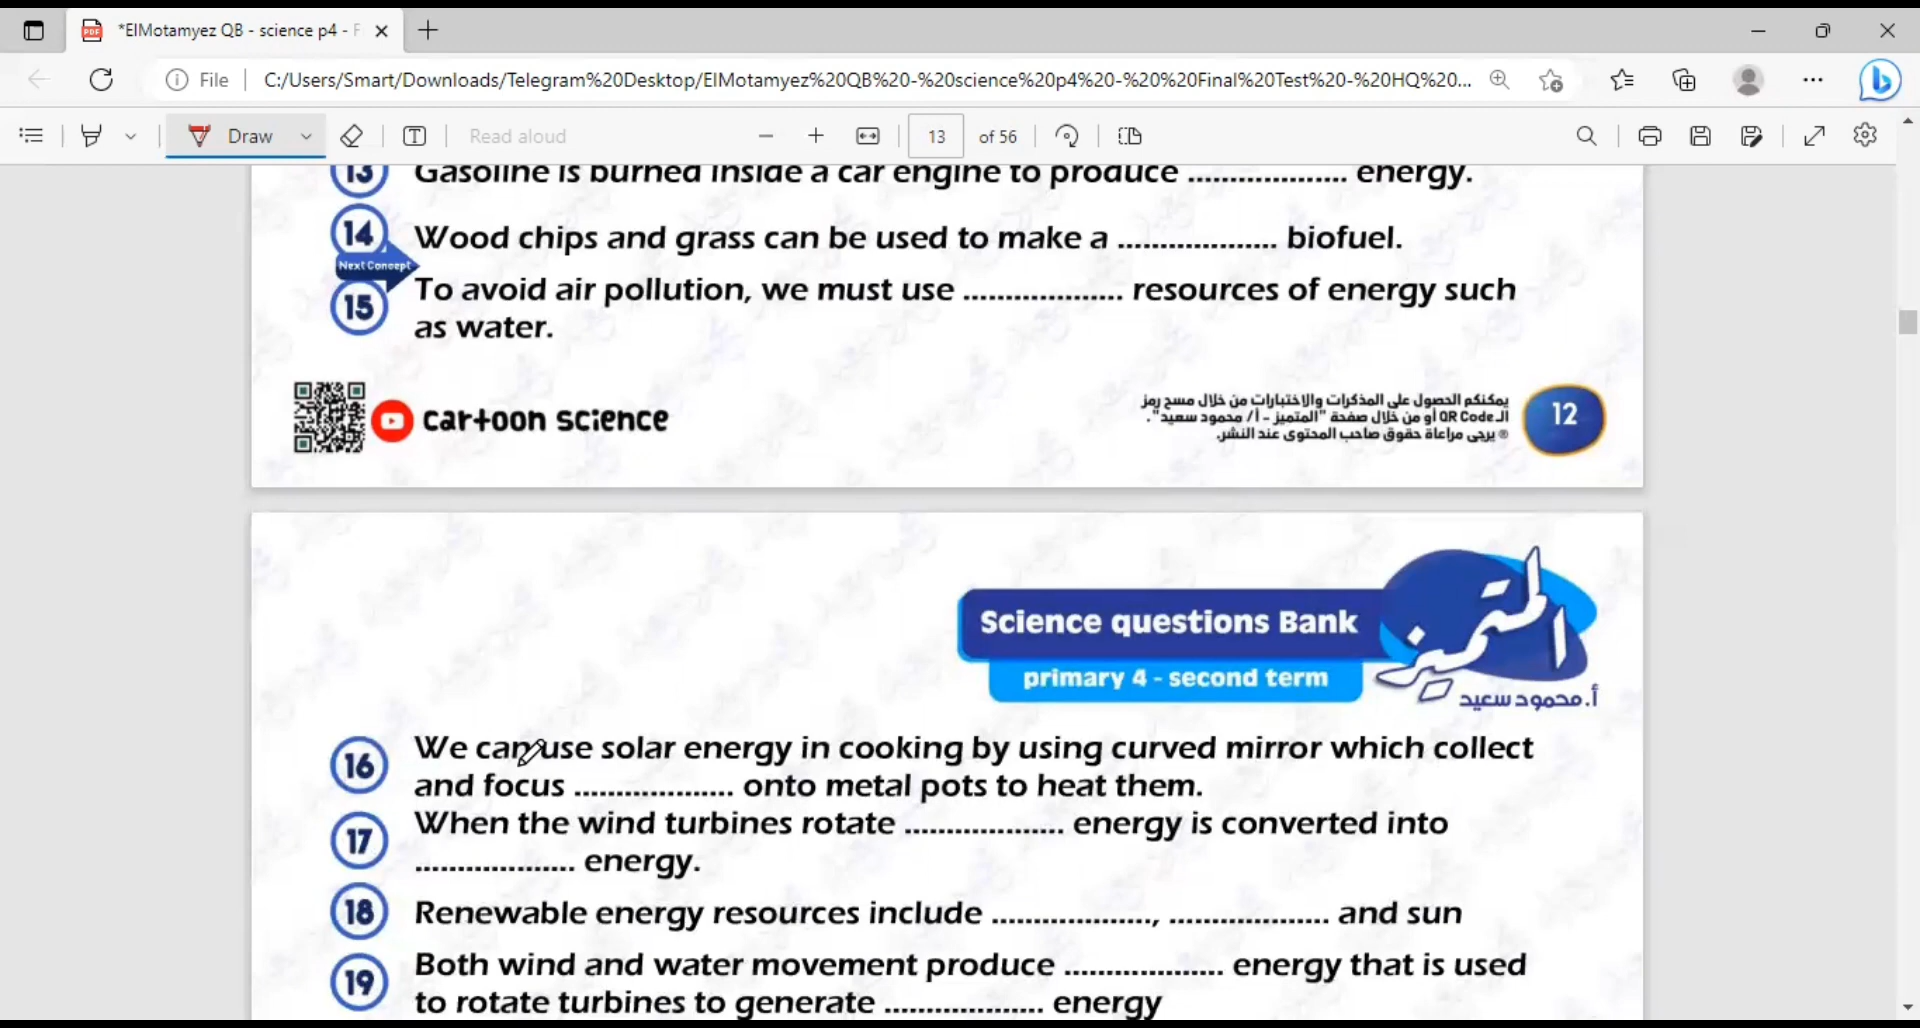 *ElMotamyez QB - science p4 - F
File
C:/Users/Smart/Downloads/Telegram%20Desktop/ElMotamyez%20QB%20-%20science%20p4%20-%20%20Final%20Test%20-%20HQ%20...
Draw
Read aloud
13 of 56
13 Gasoline is burned inside a car engine to produce ................... energy.
14 Wood chips and grass can be used to make a ................... biofuel.
Next Concept
15 To avoid air pollution, we must use ................... resources of energy such
as water.
cartoon science
يمكنكم الحصول على المذكرات والاختبارات من خلال مسح رمز
الـ QR Code أو من خلال صفحة "المتميز - أ/ محمود سعيد".
® يرجى مراعاة حقوق صاحب المحتوى عند النشر.
12
المتميز
Science questions Bank
primary 4 - second term
أ. محمود سعيد
16 We can use solar energy in cooking by using curved mirror which collect
and focus ................... onto metal pots to heat them.
17 When the wind turbines rotate ................... energy is converted into
................... energy.
18 Renewable energy resources include ..................., ................... and sun
19 Both wind and water movement produce ................... energy that is used
to rotate turbines to generate ................... energy